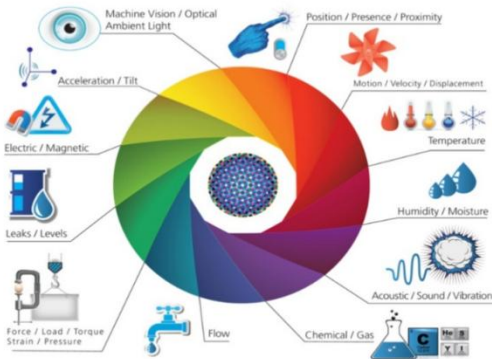 Machine Vision / Optical
Ambient Light
Position / Presence / Proximity
Acceleration / Tilt
Motion / Velocity / Displacement
Electric / Magnetic
Temperature
Leaks / Levels
Humidity / Moisture
Acoustic / Sound / Vibration
Force / Load / Torque
Strain / Pressure
Flow
Chemical / Gas
C